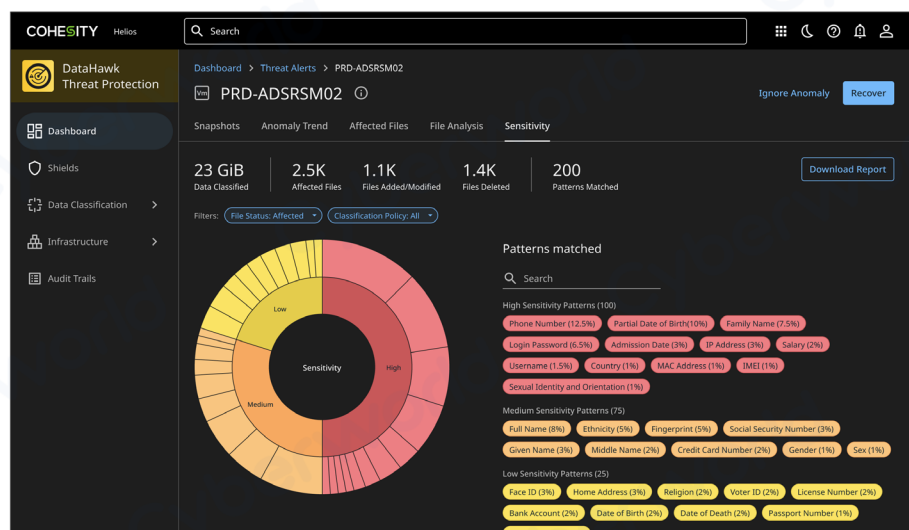 COHESITY Helios
Search
DataHawk
Threat Protection
Dashboard
Shields
Data Classification
Infrastructure
Audit Trails
Dashboard > Threat Alerts > PRD-ADSRSM02
Vm PRD-ADSRSM02
Ignore Anomaly Recover
Snapshots Anomaly Trend Affected Files File Analysis Sensitivity
23 GiB 2.5K 1.1K 1.4K 200
Data Classified Affected Files Files Added/Modified Files Deleted Patterns Matched
Download Report
Filters: File Status: Affected Classification Policy: All
Low
Sensitivity
High
Medium
Patterns matched
Search
High Sensitivity Patterns (100)
Phone Number (12.5%) Partial Date of Birth(10%) Family Name (7.5%)
Login Password (6.5%) Admission Date (3%) IP Address (3%) Salary (2%)
Username (1.5%) Country (1%) MAC Address (1%) IMEI (1%)
Sexual Identity and Orientation (1%)
Medium Sensitivity Patterns (75)
Full Name (8%) Ethnicity (5%) Fingerprint (5%) Social Security Number (3%)
Given Name (3%) Middle Name (2%) Credit Card Number (2%) Gender (1%) Sex (1%)
Low Sensitivity Patterns (25)
Face ID (3%) Home Address (3%) Religion (2%) Voter ID (2%) License Number (2%)
Bank Account (2%) Date of Birth (2%) Date of Death (2%) Passport Number (1%)